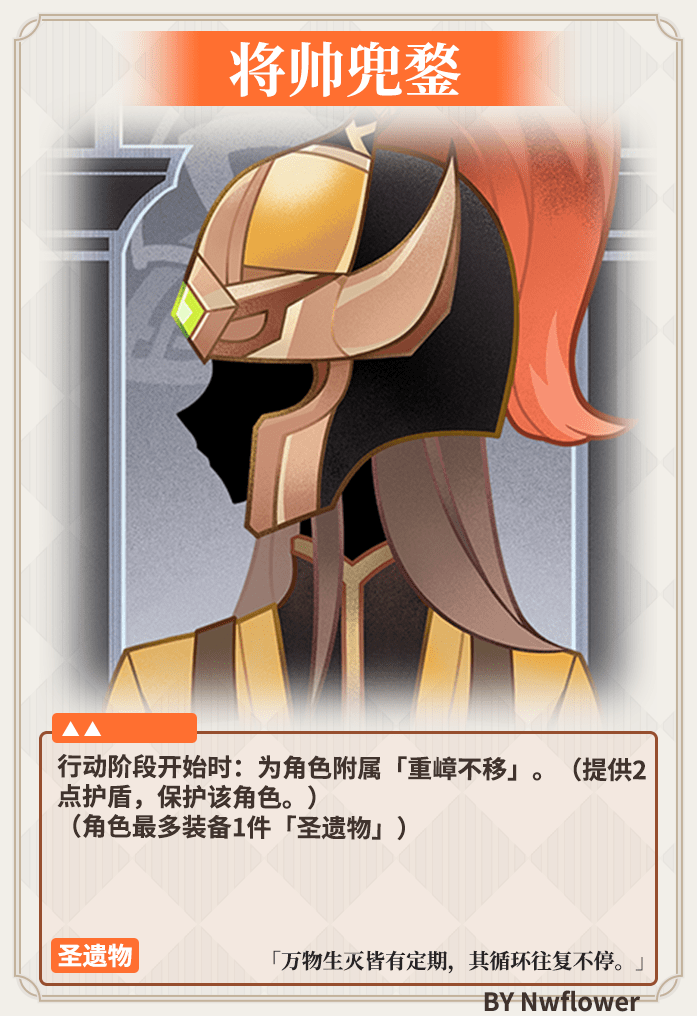 将帅兜鍪
行动阶段开始时：为角色附属「重嶂不移」。（提供2
点护盾，保护该角色。）
（角色最多装备1件「圣遗物」）
圣遗物
「万物生灭皆有定期，其循环往复不停。」
BY Nwflower